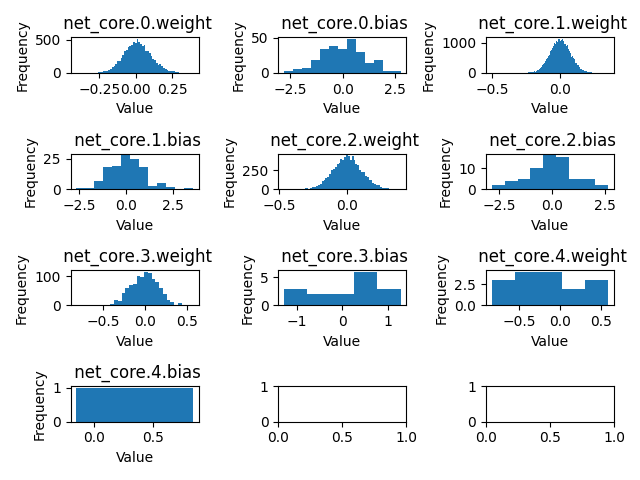 net_core.0.weight
net_core.0.bias
net_core.1.weight
Frequency
500
0
−0.25
0.00
0.25
Value
Frequency
50
0
−2.5
0.0
2.5
Value
Frequency
1000
0
−0.5
0.0
Value
net_core.1.bias
net_core.2.weight
net_core.2.bias
Frequency
25
0
−2.5
0.0
2.5
Value
Frequency
250
0
−0.5
0.0
Value
Frequency
10
0
−2.5
0.0
2.5
Value
net_core.3.weight
net_core.3.bias
net_core.4.weight
Frequency
100
0
−0.5
0.0
0.5
Value
Frequency
5
0
−1
0
1
Value
Frequency
2.5
0.0
−0.5
0.0
0.5
Value
net_core.4.bias
Frequency
1
0
0.0
0.5
Value
1
0
0.0
0.5
1.0
1
0
0.0
0.5
1.0